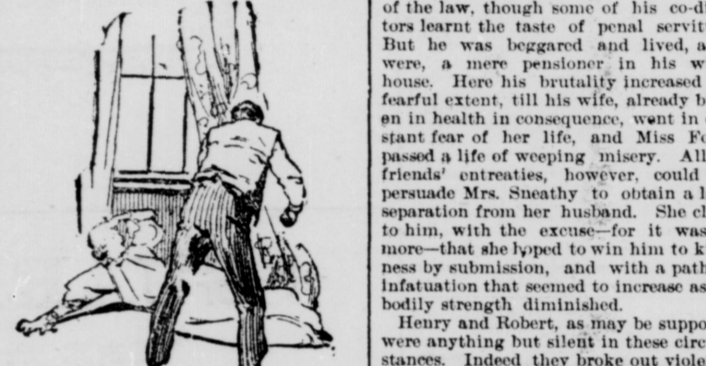 of the law, though some of his co-di
tors learnt the taste of penal servit
But he was beggared and lived, a
were, a mere pensioner in his w
house. Here his brutality increased
fearful extent, till his wife, already b
en in health in consequence, went in
stant fear of her life, and Miss Fo
passed a life of weeping misery. All
friends' entreaties, however, could
persuade Mrs. Sneathy to obtain a l
separation from her husband. She cl
to him, with the excuse—for it was
more—that she hoped to win him to k
ness by submission, and with a path
infatuation that seemed to increase as
bodily strength diminished.
Henry and Robert, as may be suppo
were anything but silent in these circ
stances. Indeed they broke out viole